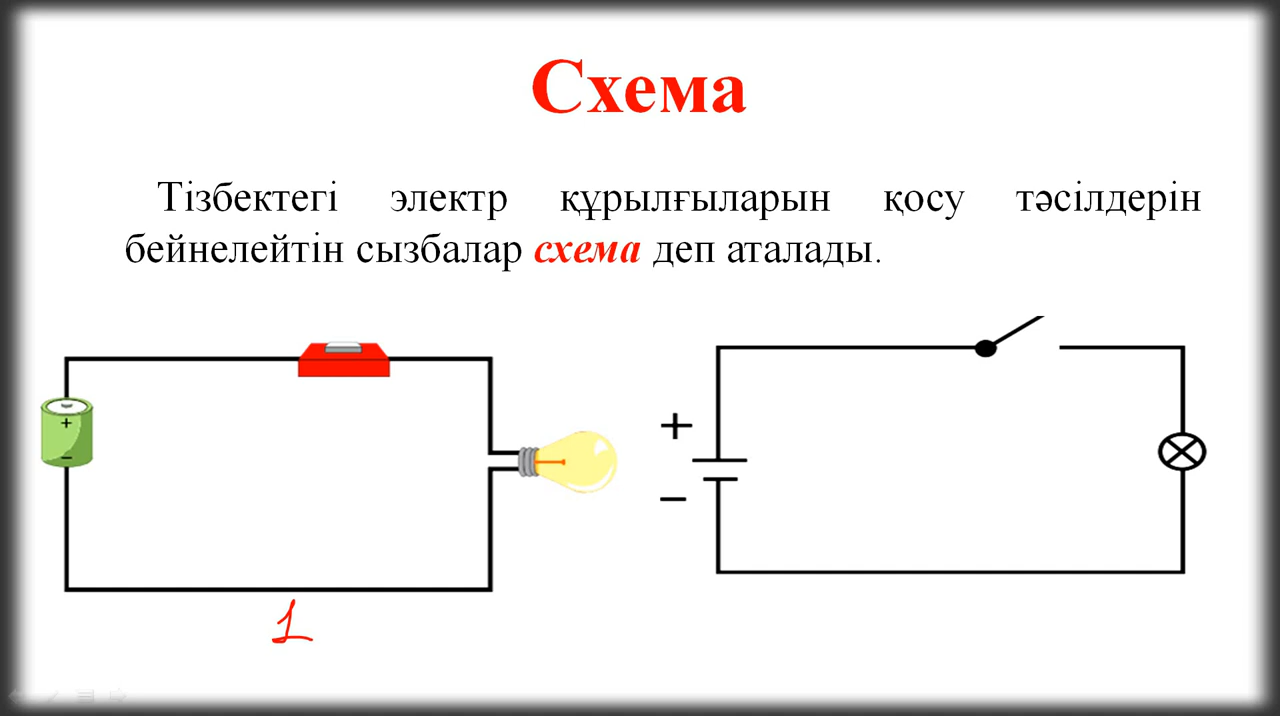 Схема
Тізбектегі электр құрылғыларын қосу тәсілдерін
бейнелейтін сызбалар схема деп аталады.
+
−
+
−
1